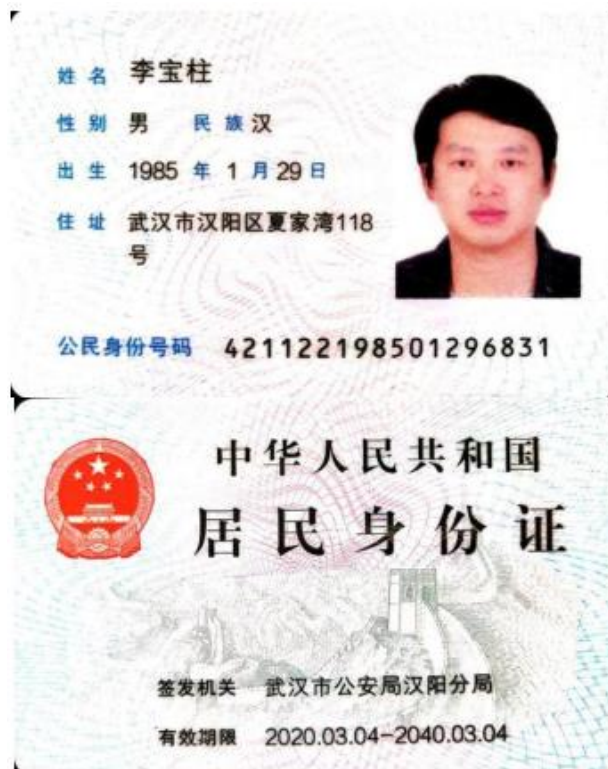 姓名 李宝柱
性别 男 民族 汉
出生 1985 年 1 月 29 日
住址 武汉市汉阳区夏家湾118
号
公民身份号码 421122198501296831
中华人民共和国
居民身份证
签发机关 武汉市公安局汉阳分局
有效期限 2020.03.04-2040.03.04